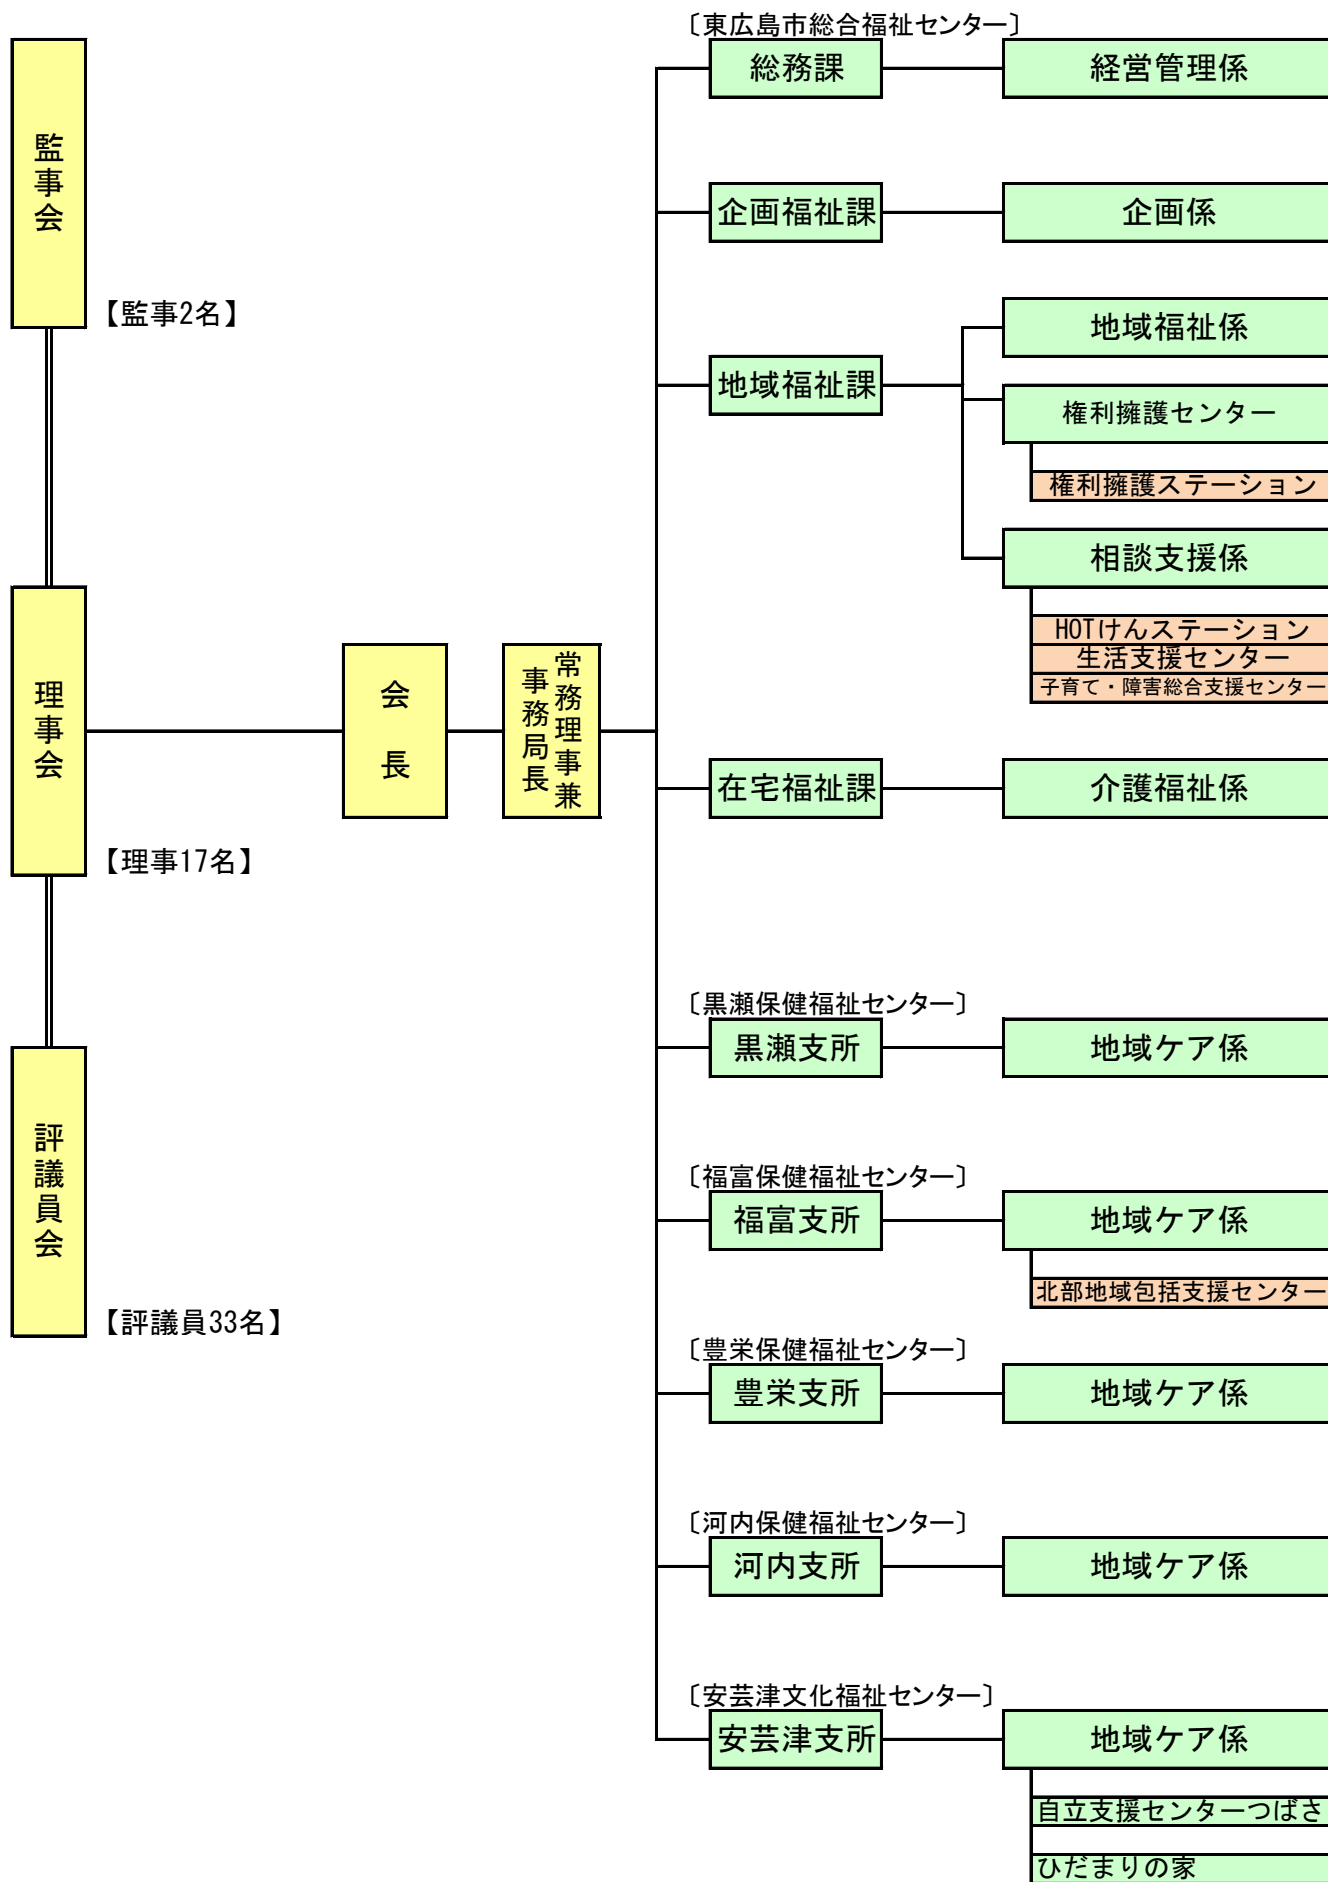 監事会
【監事2名】
理事会
【理事17名】
評議員会
【評議員33名】
会長
常務理事兼
事務局長
〔東広島市総合福祉センター〕
総務課
経営管理係
企画福祉課
企画係
地域福祉課
地域福祉係
権利擁護センター
権利擁護ステーション
相談支援係
HOTけんステーション
生活支援センター
子育て・障害総合支援センター
在宅福祉課
介護福祉係
〔黒瀬保健福祉センター〕
黒瀬支所
地域ケア係
〔福富保健福祉センター〕
福富支所
地域ケア係
北部地域包括支援センター
〔豊栄保健福祉センター〕
豊栄支所
地域ケア係
〔河内保健福祉センター〕
河内支所
地域ケア係
〔安芸津文化福祉センター〕
安芸津支所
地域ケア係
自立支援センターつばさ
ひだまりの家